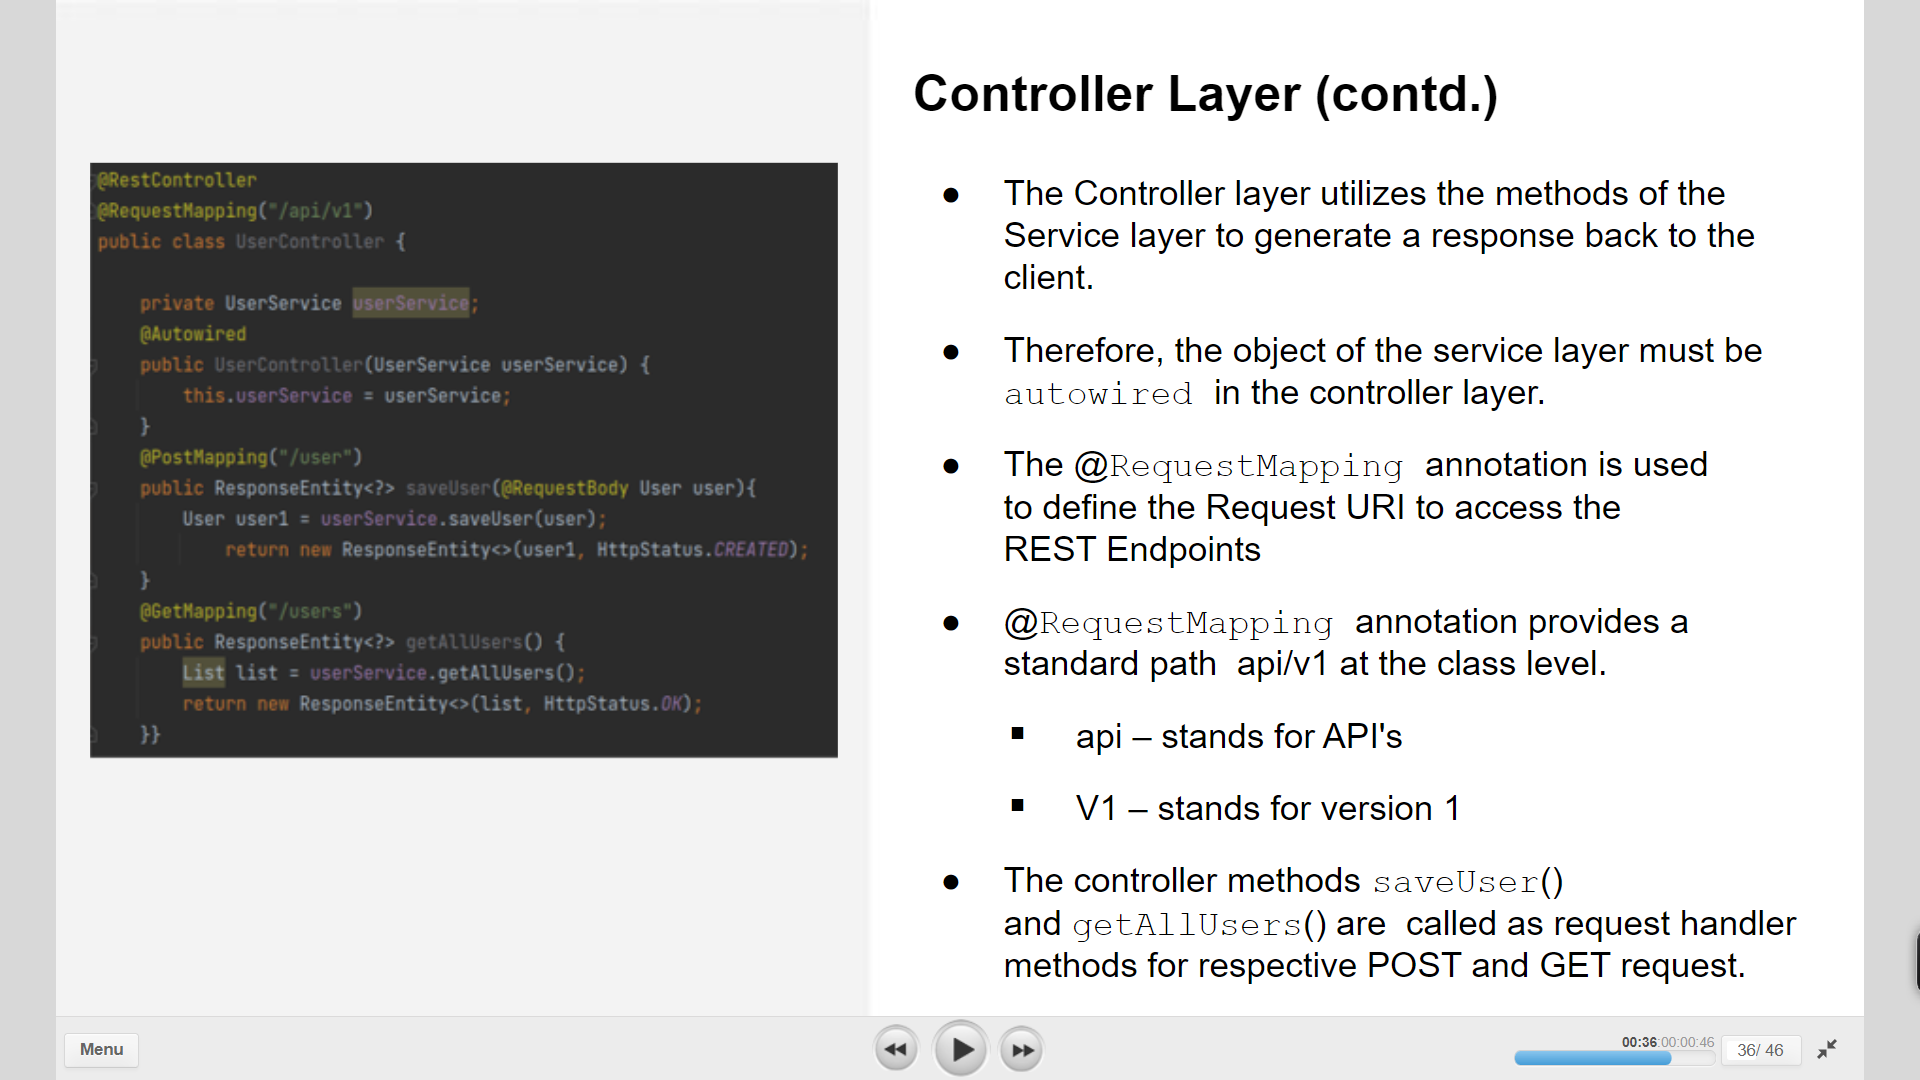 Controller Layer (contd.)
@RestController
@RequestMapping("/api/v1")
public class UserController {
private UserService userService;
@Autowired
public UserController(UserService userService) {
this.userService = userService;
}
@PostMapping("/user")
public ResponseEntity<?> saveUser(@RequestBody User user){
User user1 = userService.saveUser(user);
return new ResponseEntity<>(user1, HttpStatus.CREATED);
}
@GetMapping("/users")
public ResponseEntity<?> getAllUsers() {
List list = userService.getAllUsers();
return new ResponseEntity<>(list, HttpStatus.OK);
}}
● The Controller layer utilizes the methods of the
Service layer to generate a response back to the
client.
● Therefore, the object of the service layer must be
autowired in the controller layer.
● The @RequestMapping annotation is used
to define the Request URI to access the
REST Endpoints
● @RequestMapping annotation provides a
standard path api/v1 at the class level.
▪ api – stands for API's
▪ V1 – stands for version 1
● The controller methods saveUser()
and getAllUsers() are called as request handler
methods for respective POST and GET request.
Menu
00:36:00:00:46
36/ 46